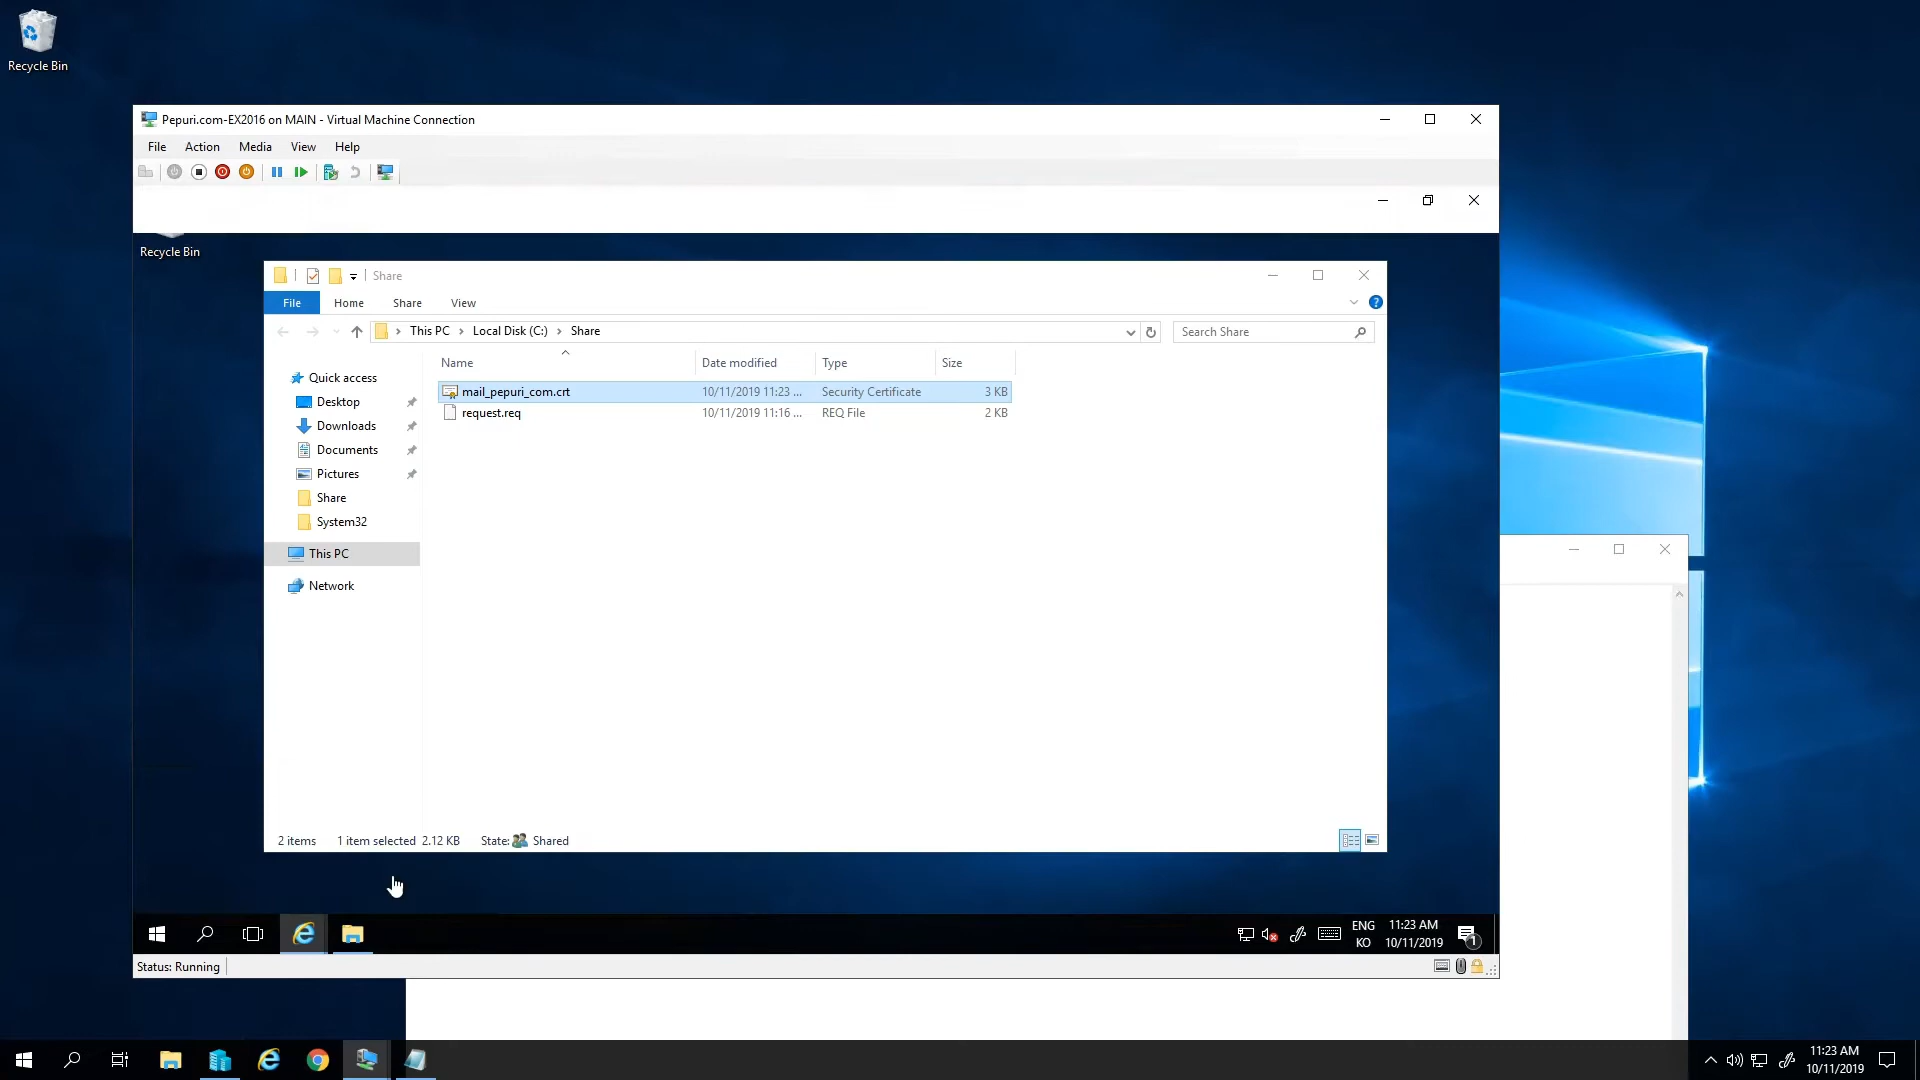 Recycle Bin
Pepuri.com-EX2016 on MAIN - Virtual Machine Connection
File Action Media View Help
Recycle Bin
Share
File Home Share View
This PC Local Disk (C:) Share
Search Share
Name Date modified Type Size
Quick access
Desktop
Downloads
Documents
Pictures
Share
System32
This PC
Network
mail_pepuri_com.crt 10/11/2019 11:23 ... Security Certificate 3 KB
request.req 10/11/2019 11:16 ... REQ File 2 KB
2 items 1 item selected 2.12 KB State: Shared
ENG
KO
11:23 AM
10/11/2019
1
Status: Running
11:23 AM
10/11/2019